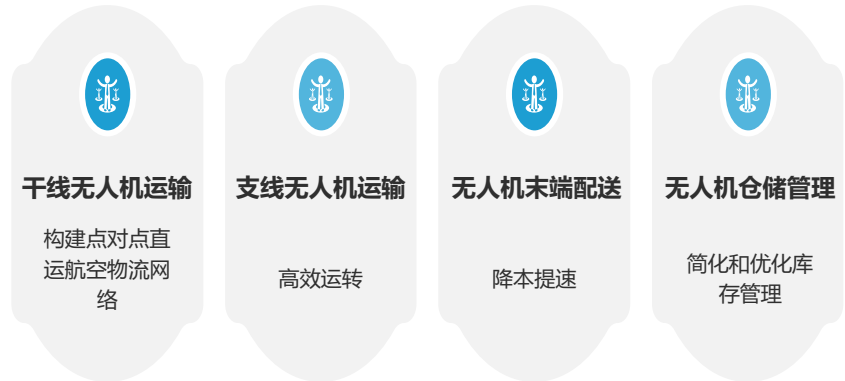 干线无人机运输
构建点对点直
运航空物流网
络
支线无人机运输
高效运转
无人机末端配送
降本提速
无人机仓储管理
简化和优化库
存管理